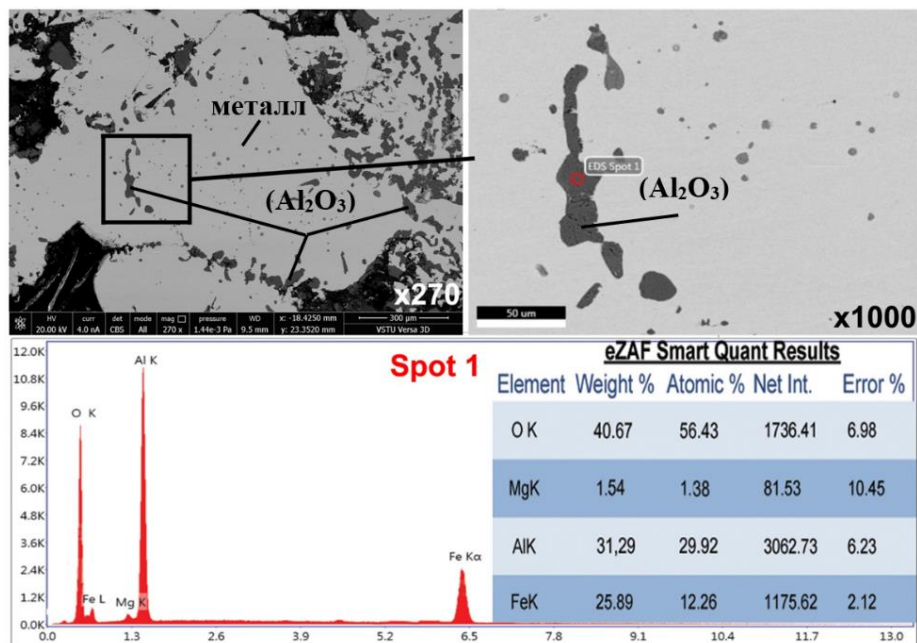 металл
(Al₂O₃)
x270
HV curr det mode mag pressure WD x: -18.4250 mm 300 µm
20.00 kV 4.0 nA CBS All 270 x 1.44e-3 Pa 9.5 mm y: 23.3520 mm VSTU Versa 3D
EDS Spot 1
(Al₂O₃)
50 um
x1000
Spot 1
12.0K
10.8K
9.6K
8.4K
7.2K
6.0K
4.8K
3.6K
2.4K
1.2K
0.0K
O K
Fe L
Mg K
Al K
Fe Kα
0.0 1.3 2.6 3.9 5.2 6.5 7.8 9.1 10.4 11.7 13.0
eZAF Smart Quant Results
Element Weight % Atomic % Net Int. Error %
O K 40.67 56.43 1736.41 6.98
MgK 1.54 1.38 81.53 10.45
AlK 31,29 29.92 3062.73 6.23
FeK 25.89 12.26 1175.62 2.12